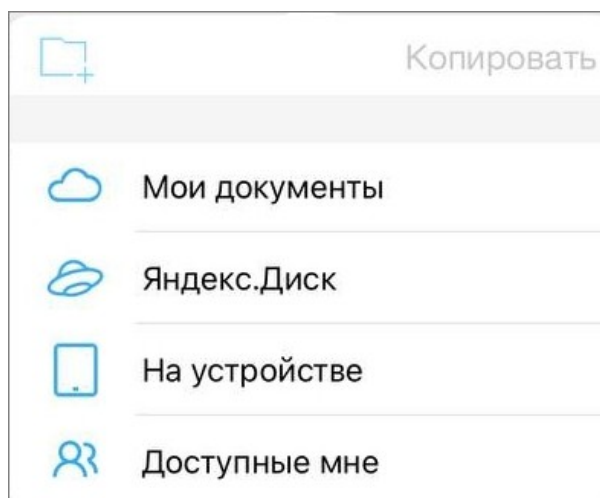 Копировать
Мои документы
Яндекс.Диск
На устройстве
Доступные мне